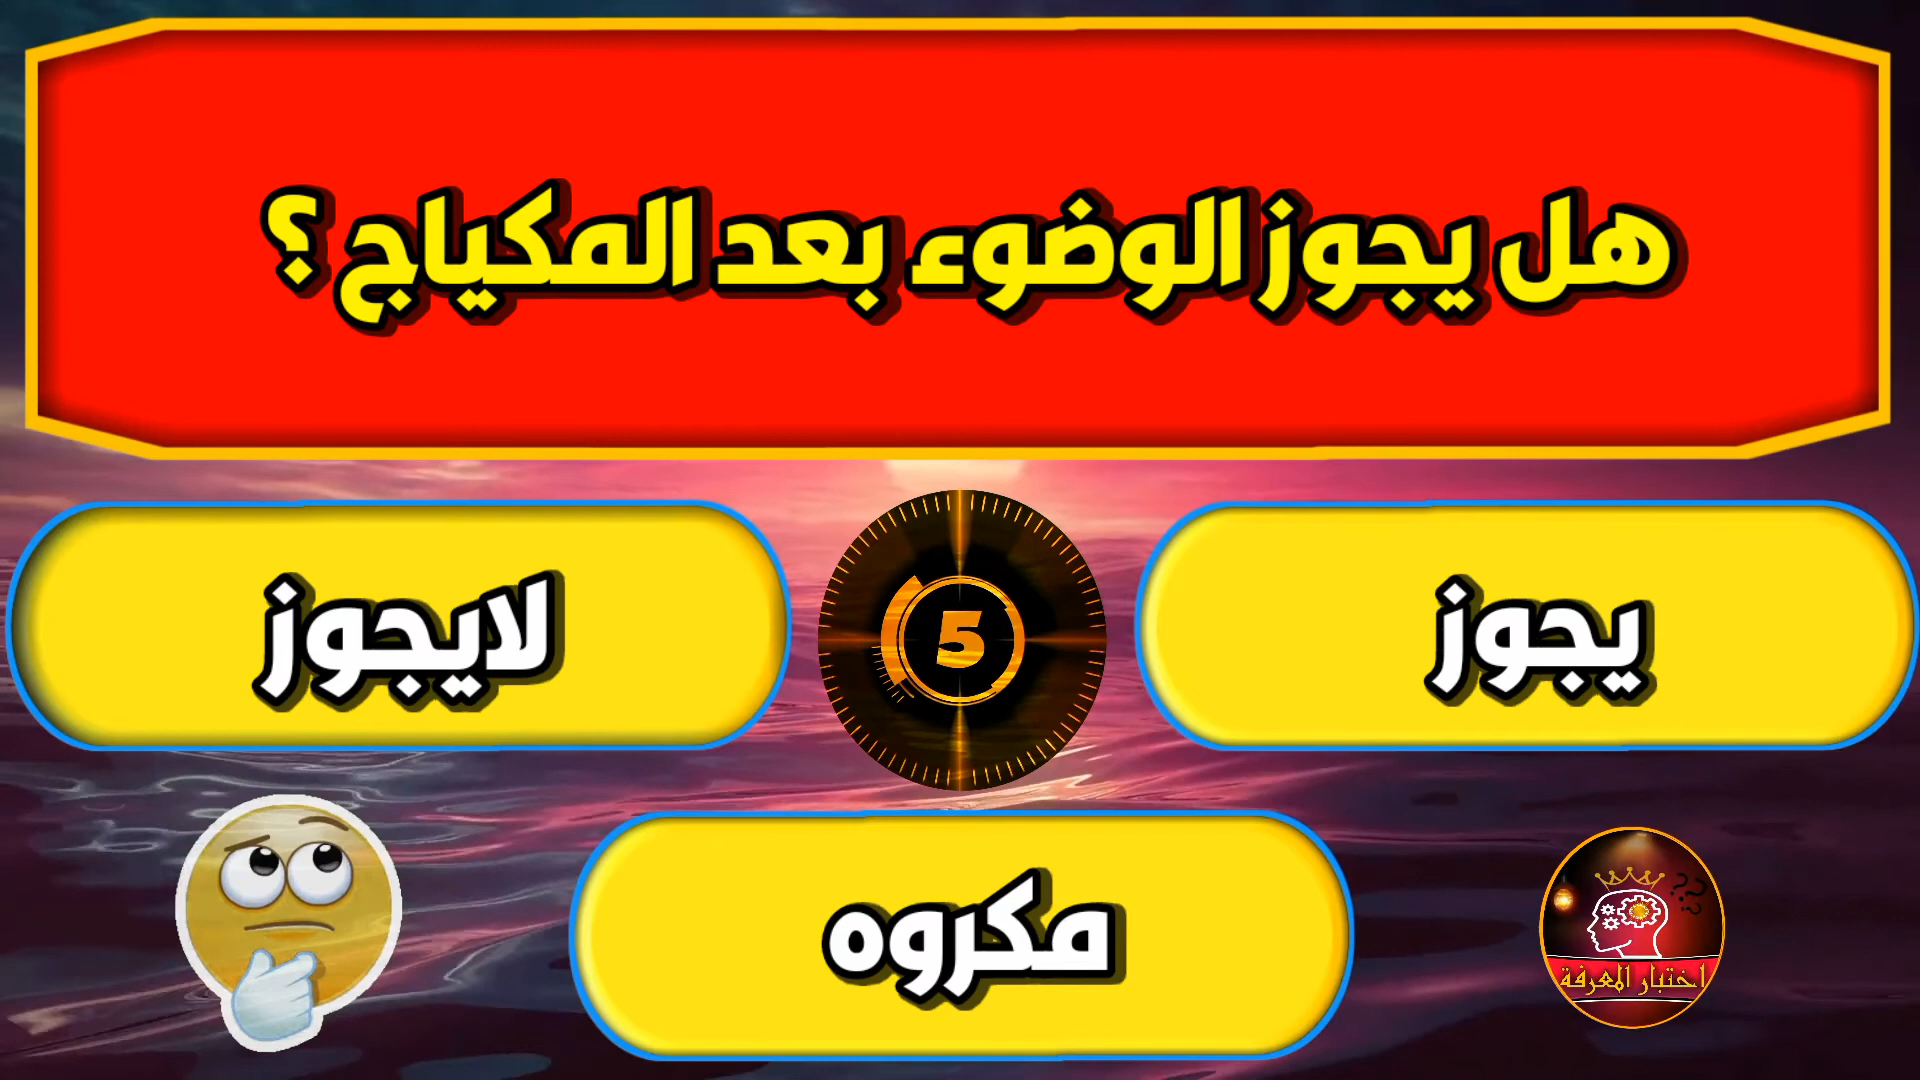 هل يجوز الوضوء بعد المكياج ؟
يجوز
5
لايجوز
مكروه
??
اختبار المعرفة